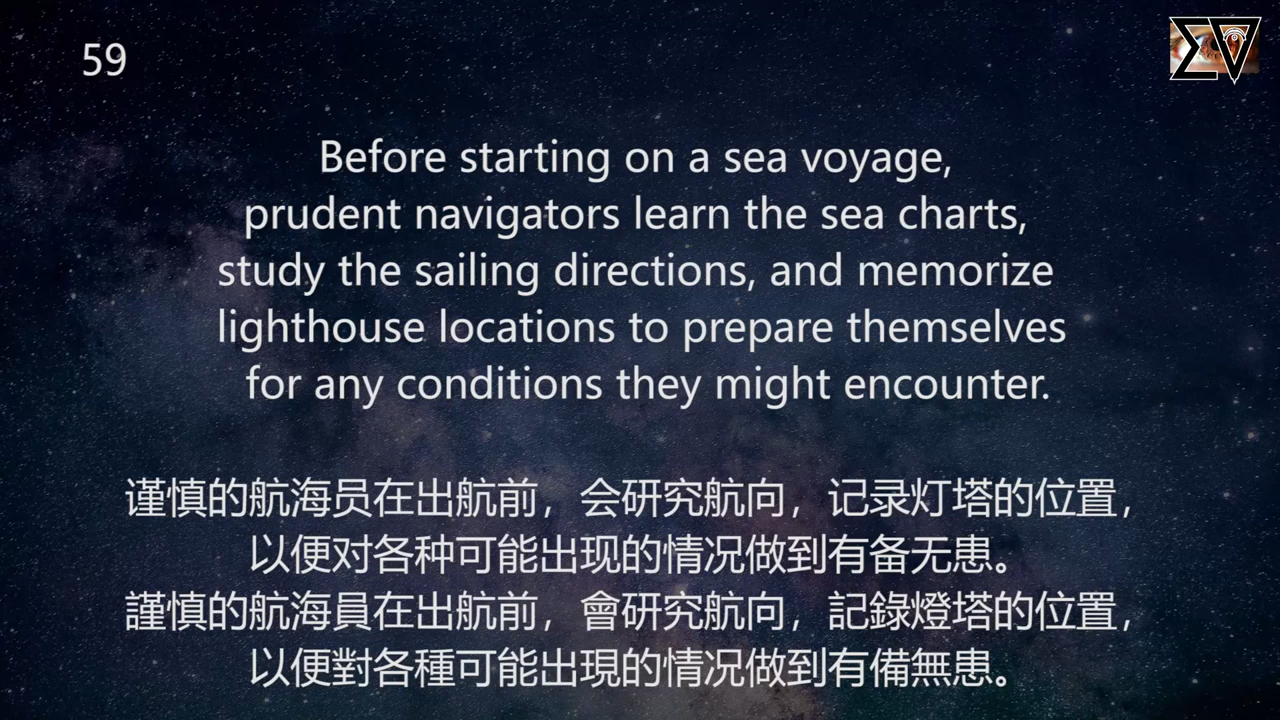 59
Before starting on a sea voyage,
prudent navigators learn the sea charts,
study the sailing directions, and memorize
lighthouse locations to prepare themselves
for any conditions they might encounter.
谨慎的航海员在出航前，会研究航向，记录灯塔的位置，
以便对各种可能出现的情况做到有备无患。
謹慎的航海員在出航前，會研究航向，記錄燈塔的位置，
以便對各種可能出現的情况做到有備無患。